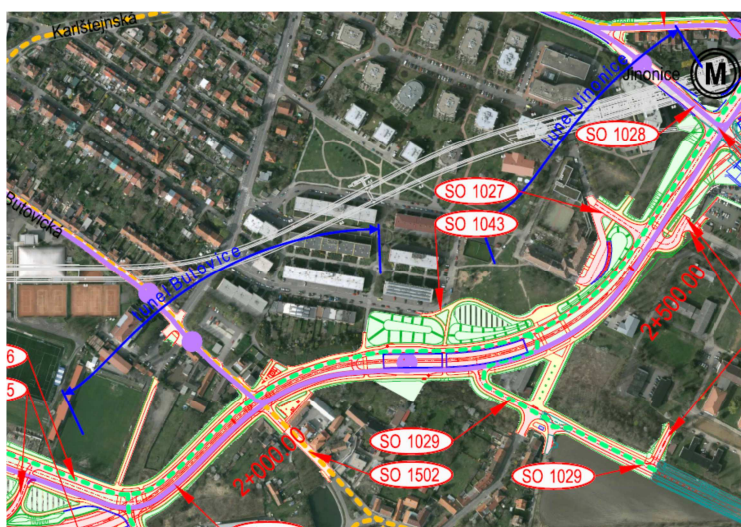 Karlštejnská
Jinonice
M
tunel Jinonice
SO 1028
SO 1027
SO 1043
Butovická
tunel Butovice
2+500.00
6
5
SO 1029
2+000.00
SO 1502
SO 1029